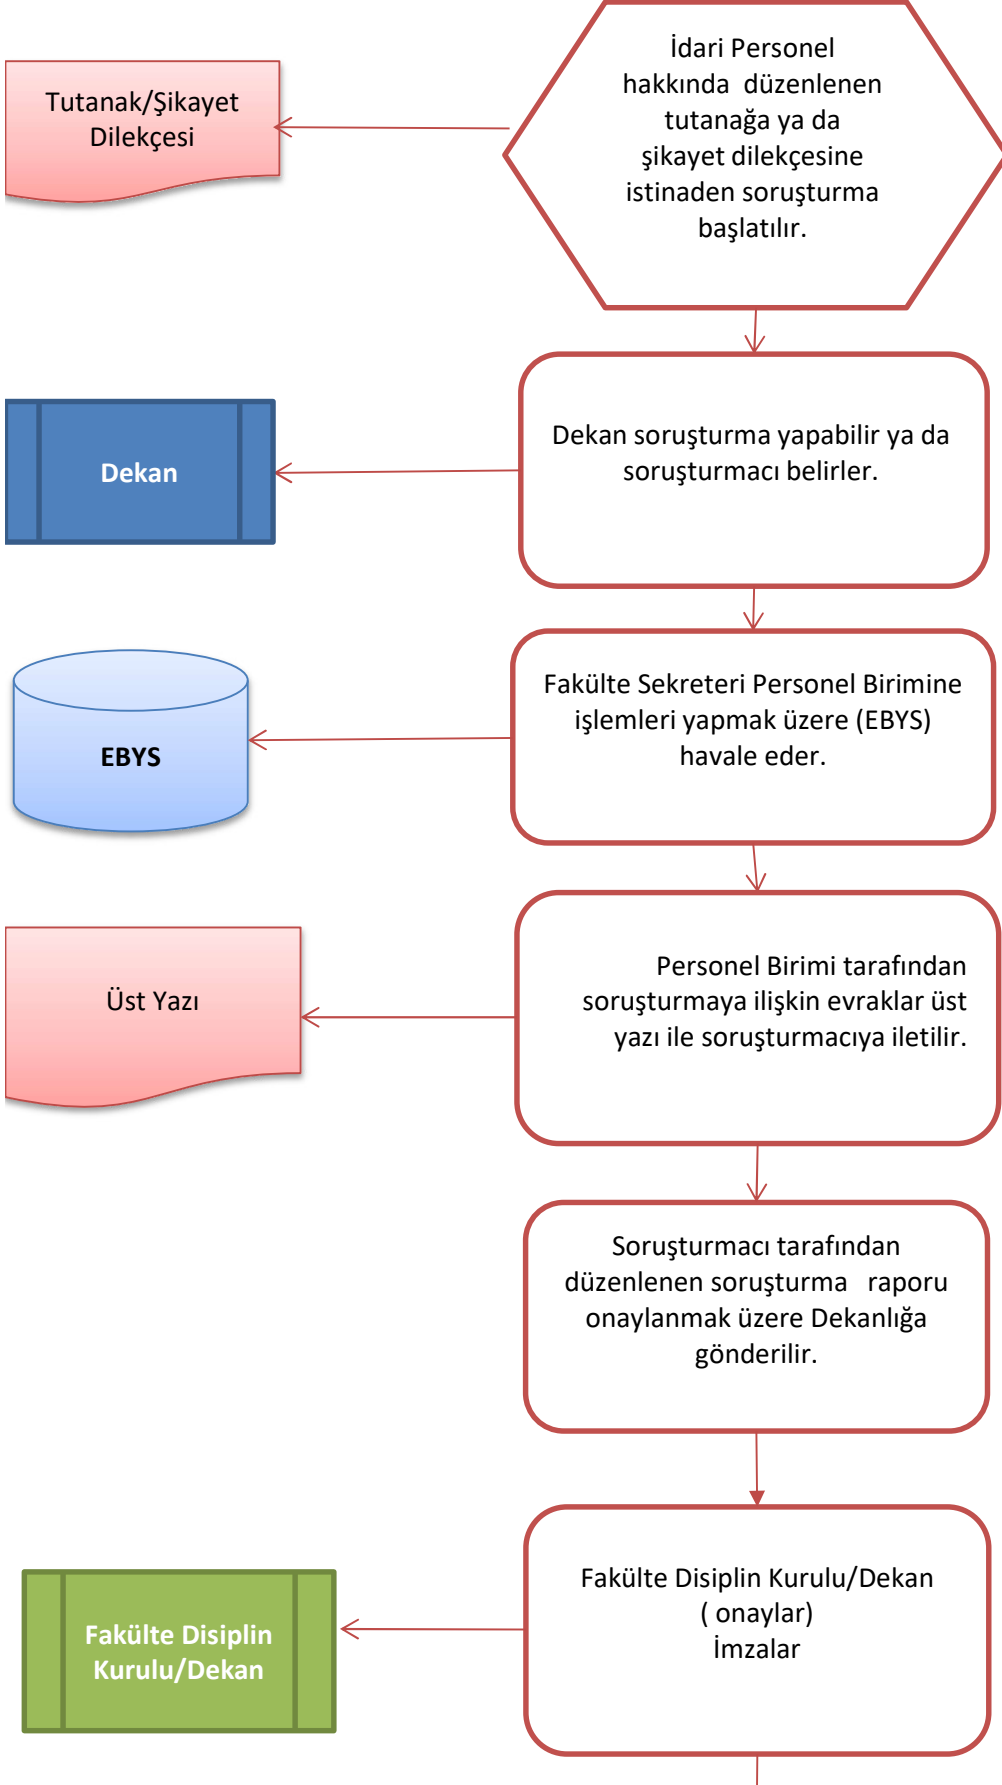 İdari Personel
hakkında düzenlenen
tutanağa ya da
şikayet dilekçesine
istinaden soruşturma
başlatılır.
Tutanak/Şikayet
Dilekçesi
Dekan soruşturma yapabilir ya da
soruşturmacı belirler.
Dekan
Fakülte Sekreteri Personel Birimine
işlemleri yapmak üzere (EBYS)
havale eder.
EBYS
Personel Birimi tarafından
soruşturmaya ilişkin evraklar üst
yazı ile soruşturmacıya iletilir.
Üst Yazı
Soruşturmacı tarafından
düzenlenen soruşturma raporu
onaylanmak üzere Dekanlığa
gönderilir.
Fakülte Disiplin Kurulu/Dekan
( onaylar)
İmzalar
Fakülte Disiplin
Kurulu/Dekan